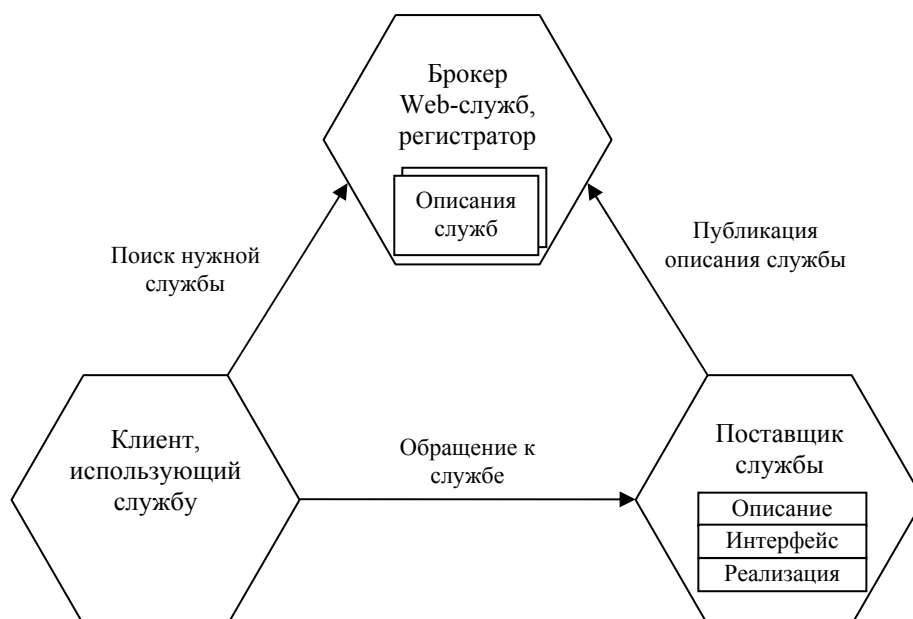 Брокер
Web-служб,
регистратор
Описания
служб
Поиск нужной
службы
Публикация
описания службы
Клиент,
использующий
службу
Обращение к
службе
Поставщик
службы
Описание
Интерфейс
Реализация